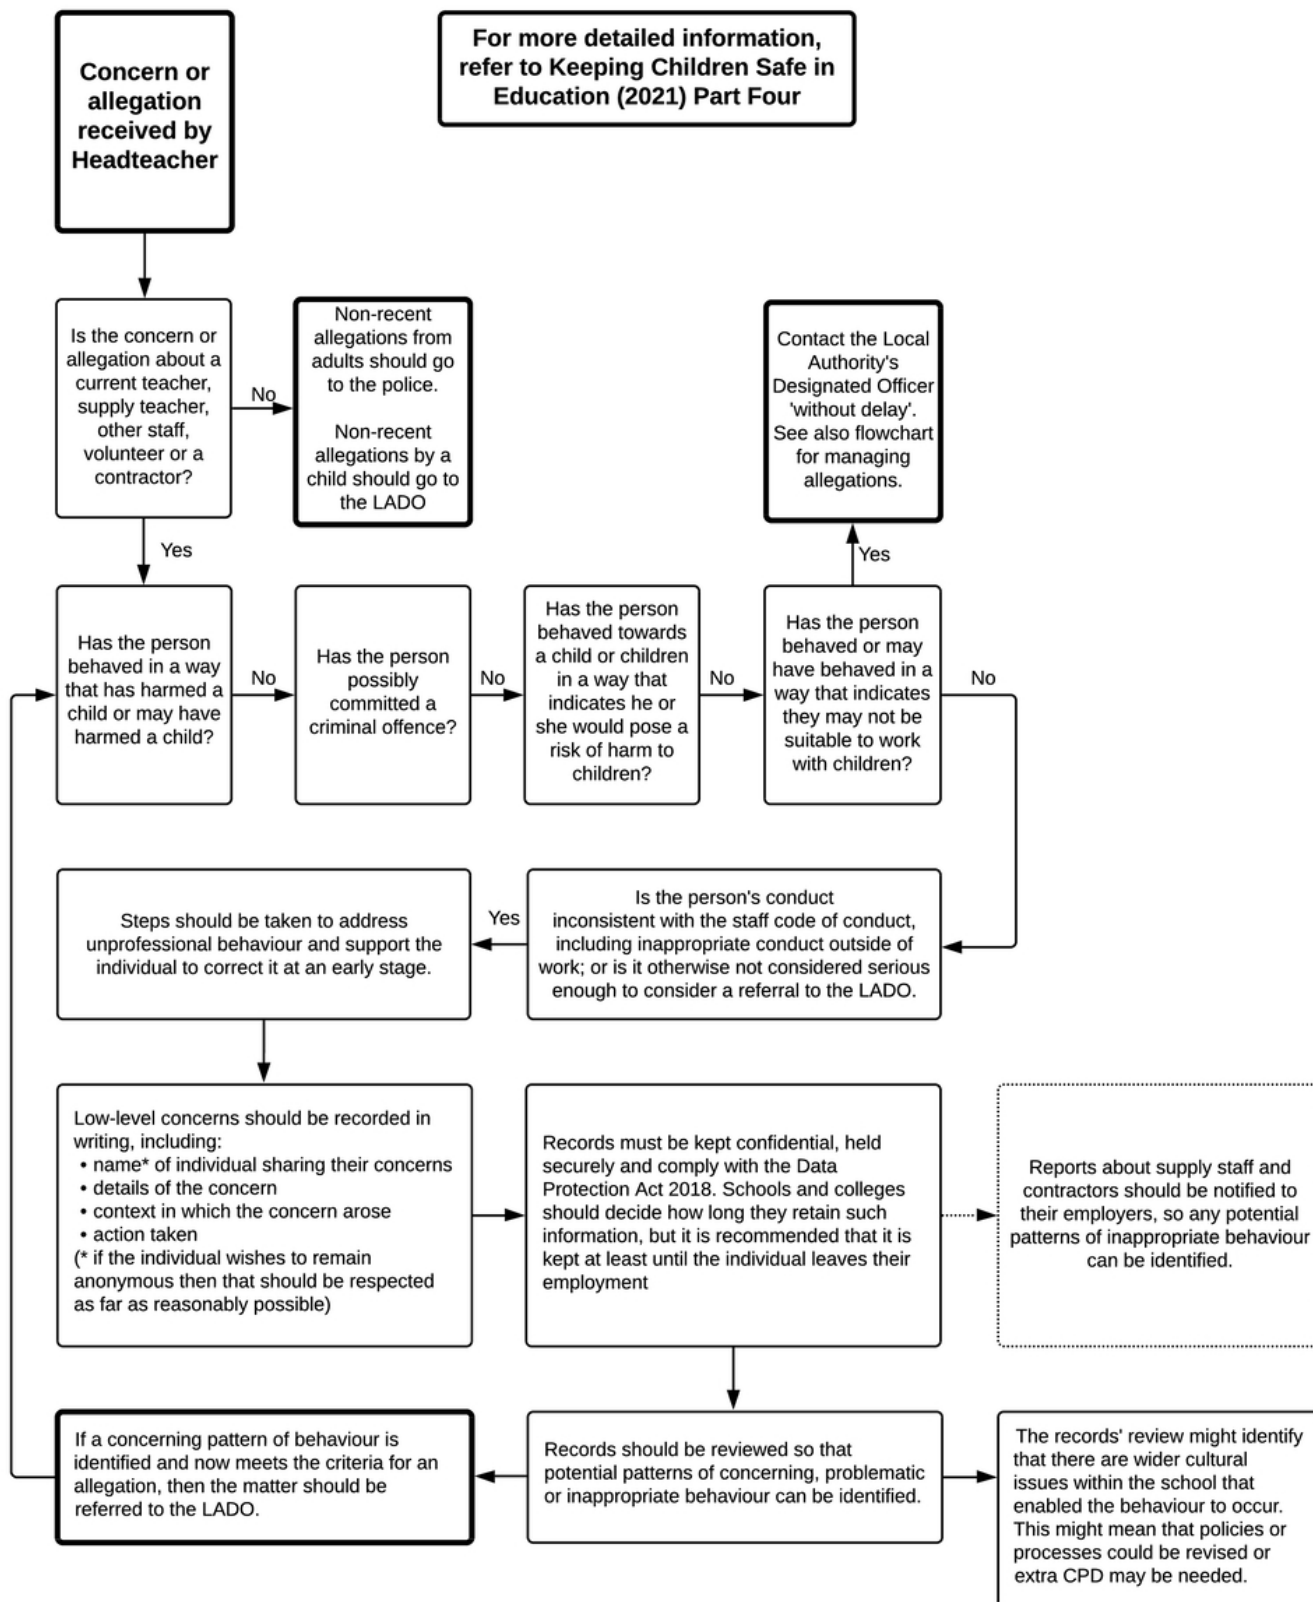 Concern or
allegation
received by
Headteacher
For more detailed information,
refer to Keeping Children Safe in
Education (2021) Part Four
Is the concern or
allegation about a
current teacher,
supply teacher,
other staff,
volunteer or a
contractor?
No
Non-recent
allegations from
adults should go
to the police.
Non-recent
allegations by a
child should go to
the LADO
Contact the Local
Authority's
Designated Officer
'without delay'.
See also flowchart
for managing
allegations.
Yes
Yes
Has the person
behaved in a way
that has harmed a
child or may have
harmed a child?
No
Has the person
possibly
committed a
criminal offence?
No
Has the person
behaved towards
a child or children
in a way that
indicates he or
she would pose a
risk of harm to
children?
No
Has the person
behaved or may
have behaved in a
way that indicates
they may not be
suitable to work
with children?
No
Steps should be taken to address
unprofessional behaviour and support the
individual to correct it at an early stage.
Yes
Is the person's conduct
inconsistent with the staff code of conduct,
including inappropriate conduct outside of
work; or is it otherwise not considered serious
enough to consider a referral to the LADO.
Low-level concerns should be recorded in
writing, including:
• name* of individual sharing their concerns
• details of the concern
• context in which the concern arose
• action taken
(* if the individual wishes to remain
anonymous then that should be respected
as far as reasonably possible)
Records must be kept confidential, held
securely and comply with the Data
Protection Act 2018. Schools and colleges
should decide how long they retain such
information, but it is recommended that it is
kept at least until the individual leaves their
employment
Reports about supply staff and
contractors should be notified to
their employers, so any potential
patterns of inappropriate behaviour
can be identified.
If a concerning pattern of behaviour is
identified and now meets the criteria for an
allegation, then the matter should be
referred to the LADO.
Records should be reviewed so that
potential patterns of concerning, problematic
or inappropriate behaviour can be identified.
The records' review might identify
that there are wider cultural
issues within the school that
enabled the behaviour to occur.
This might mean that policies or
processes could be revised or
extra CPD may be needed.